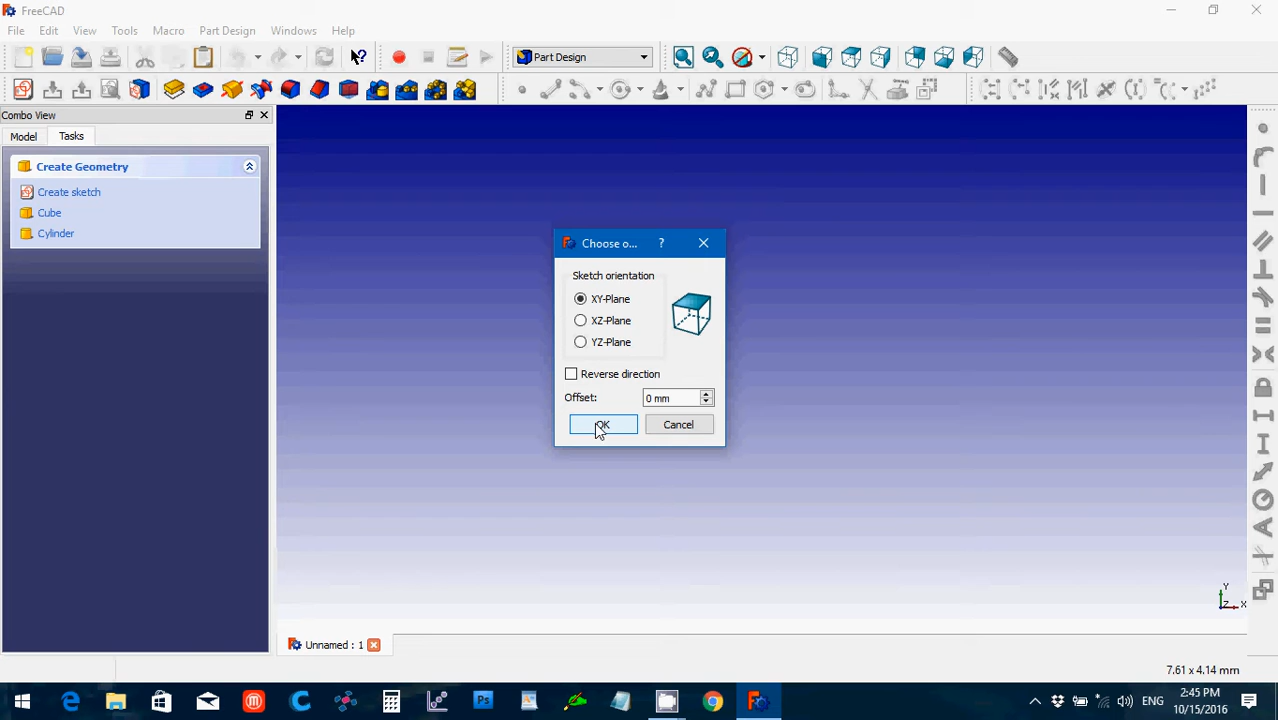 FreeCAD
File Edit View Tools Macro Part Design Windows Help
Part Design
Combo View
Model Tasks
Create Geometry
Create sketch
Cube
Cylinder
Choose o... ?
Sketch orientation
XY-Plane
XZ-Plane
YZ-Plane
Reverse direction
Offset: 0 mm
OK Cancel
Y
Z X
Unnamed : 1
7.61 x 4.14 mm
Ps
ENG
2:45 PM
10/15/2016